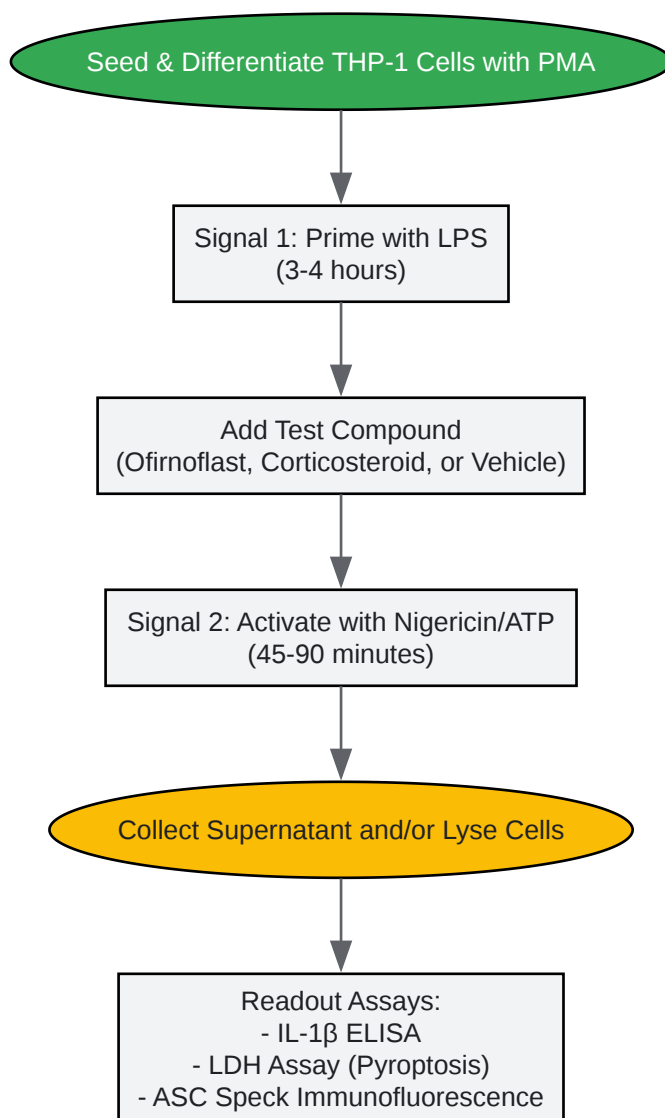 Seed & Differentiate THP-1 Cells with PMA
Signal 1: Prime with LPS
(3-4 hours)
Add Test Compound
(Ofirnoflast, Corticosteroid, or Vehicle)
Signal 2: Activate with Nigericin/ATP
(45-90 minutes)
Collect Supernatant and/or Lyse Cells
Readout Assays:
- IL-1β ELISA
- LDH Assay (Pyroptosis)
- ASC Speck Immunofluorescence